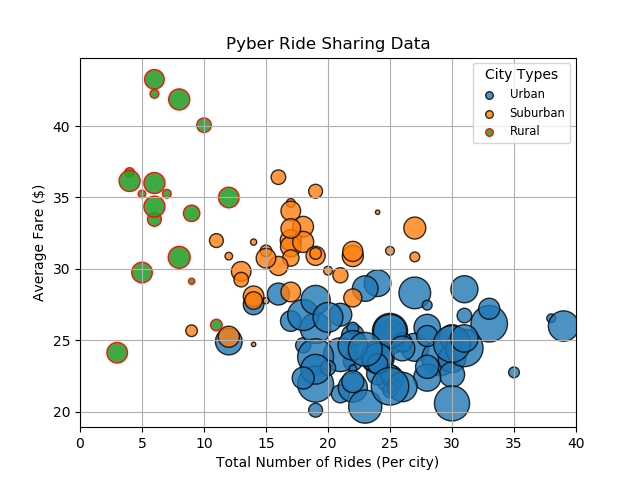 Pyber Ride Sharing Data
City Types
Urban
Suburban
Rural
Average Fare ($)
40
35
30
25
20
0 5 10 15 20 25 30 35 40
Total Number of Rides (Per city)